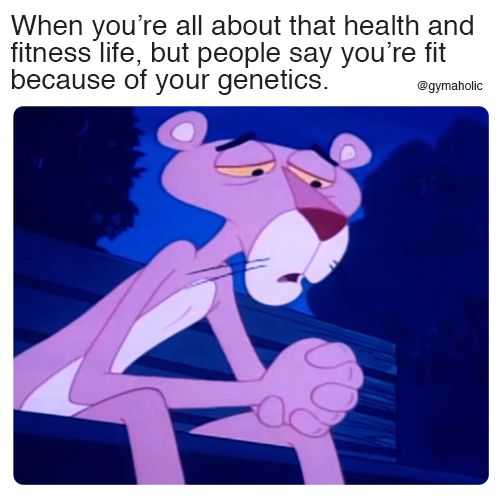 When you’re all about that health and
fitness life, but people say you’re fit
because of your genetics.
@gymaholic